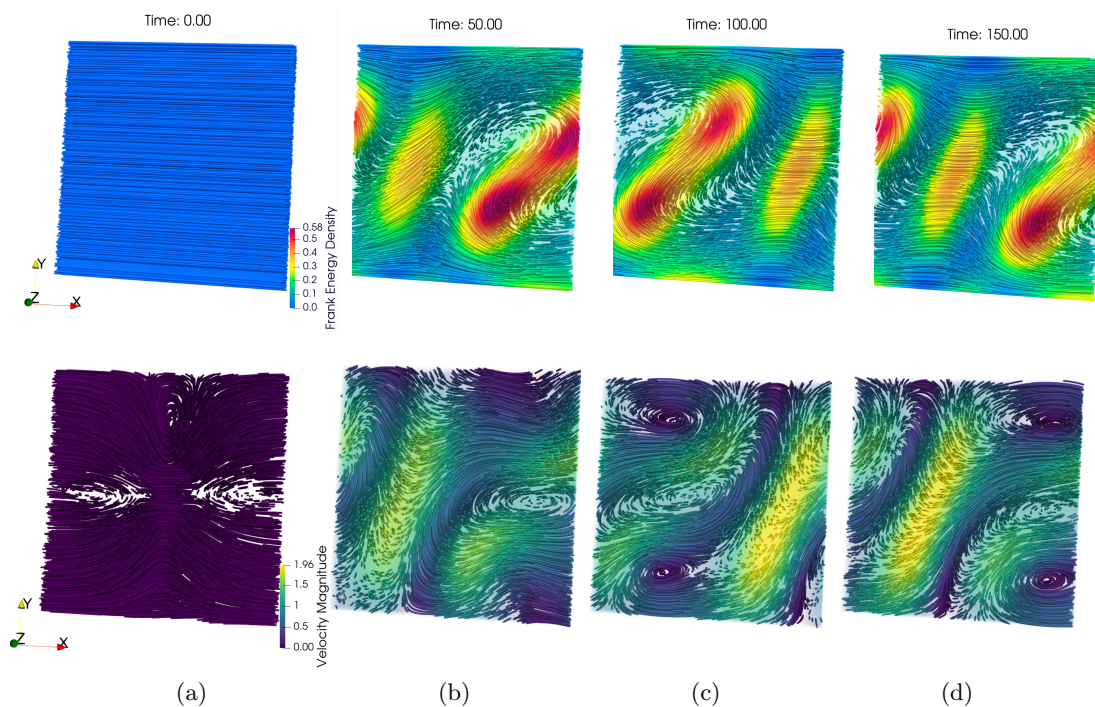 Time: 0.00
Time: 50.00
Time: 100.00
Time: 150.00
0.58
0.5
0.4
0.3
0.2
0.1
0.0
Frank Energy Density
Y
Z
X
1.96
1.5
1
0.5
0.00
Velocity Magnitude
Y
Z
X
(a)
(b)
(c)
(d)